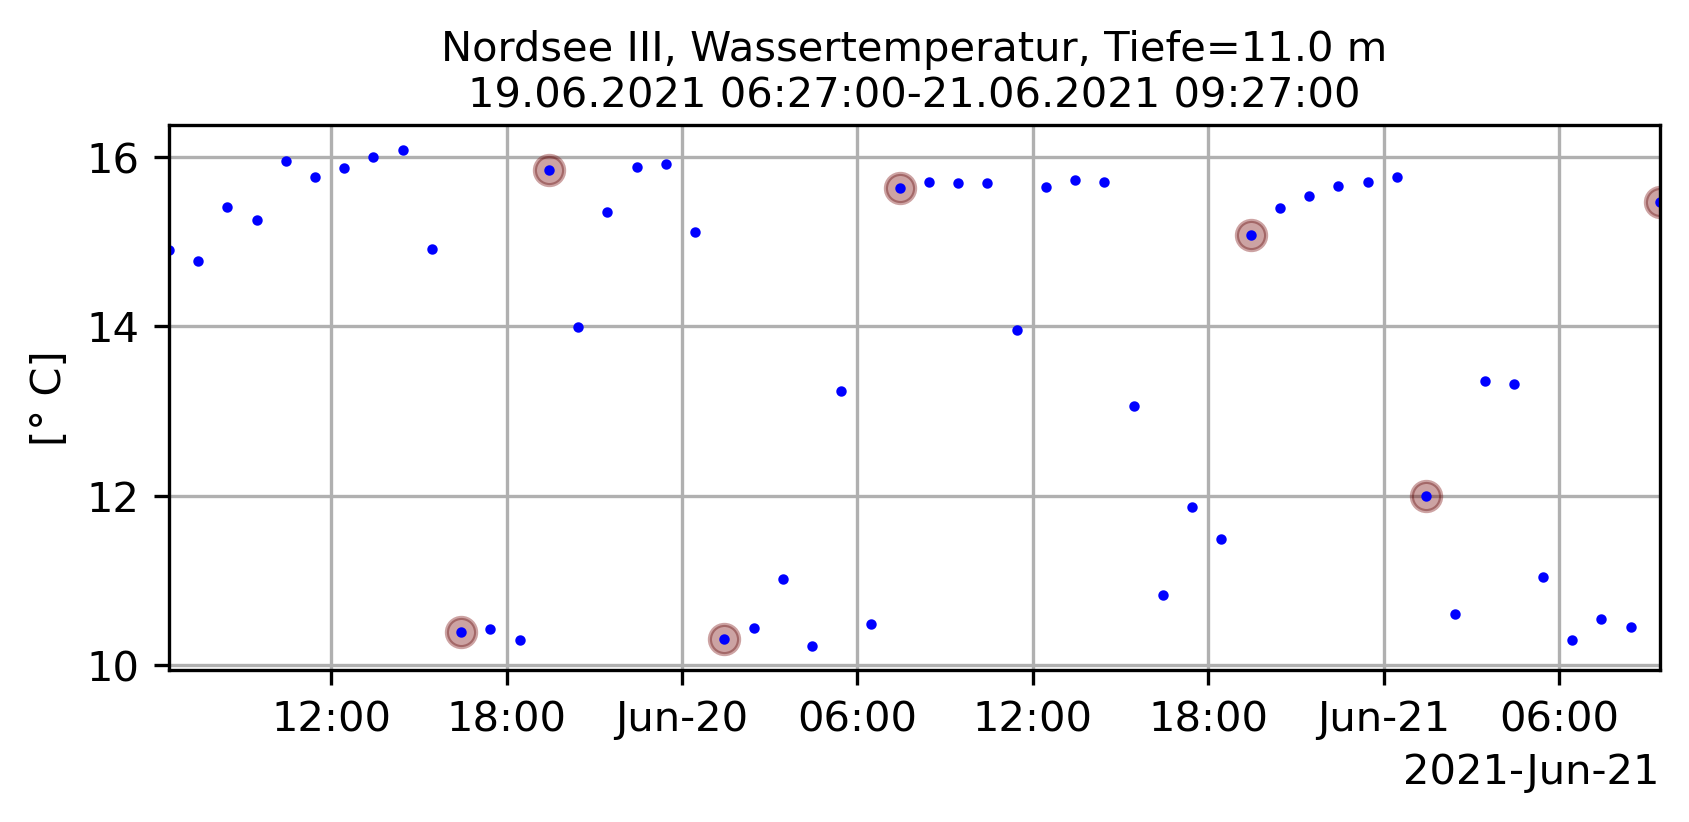 Nordsee III, Wassertemperatur, Tiefe=11.0 m
19.06.2021 06:27:00-21.06.2021 09:27:00
[° C]
16
14
12
10
12:00 18:00 Jun-20 06:00 12:00 18:00 Jun-21 06:00
2021-Jun-21